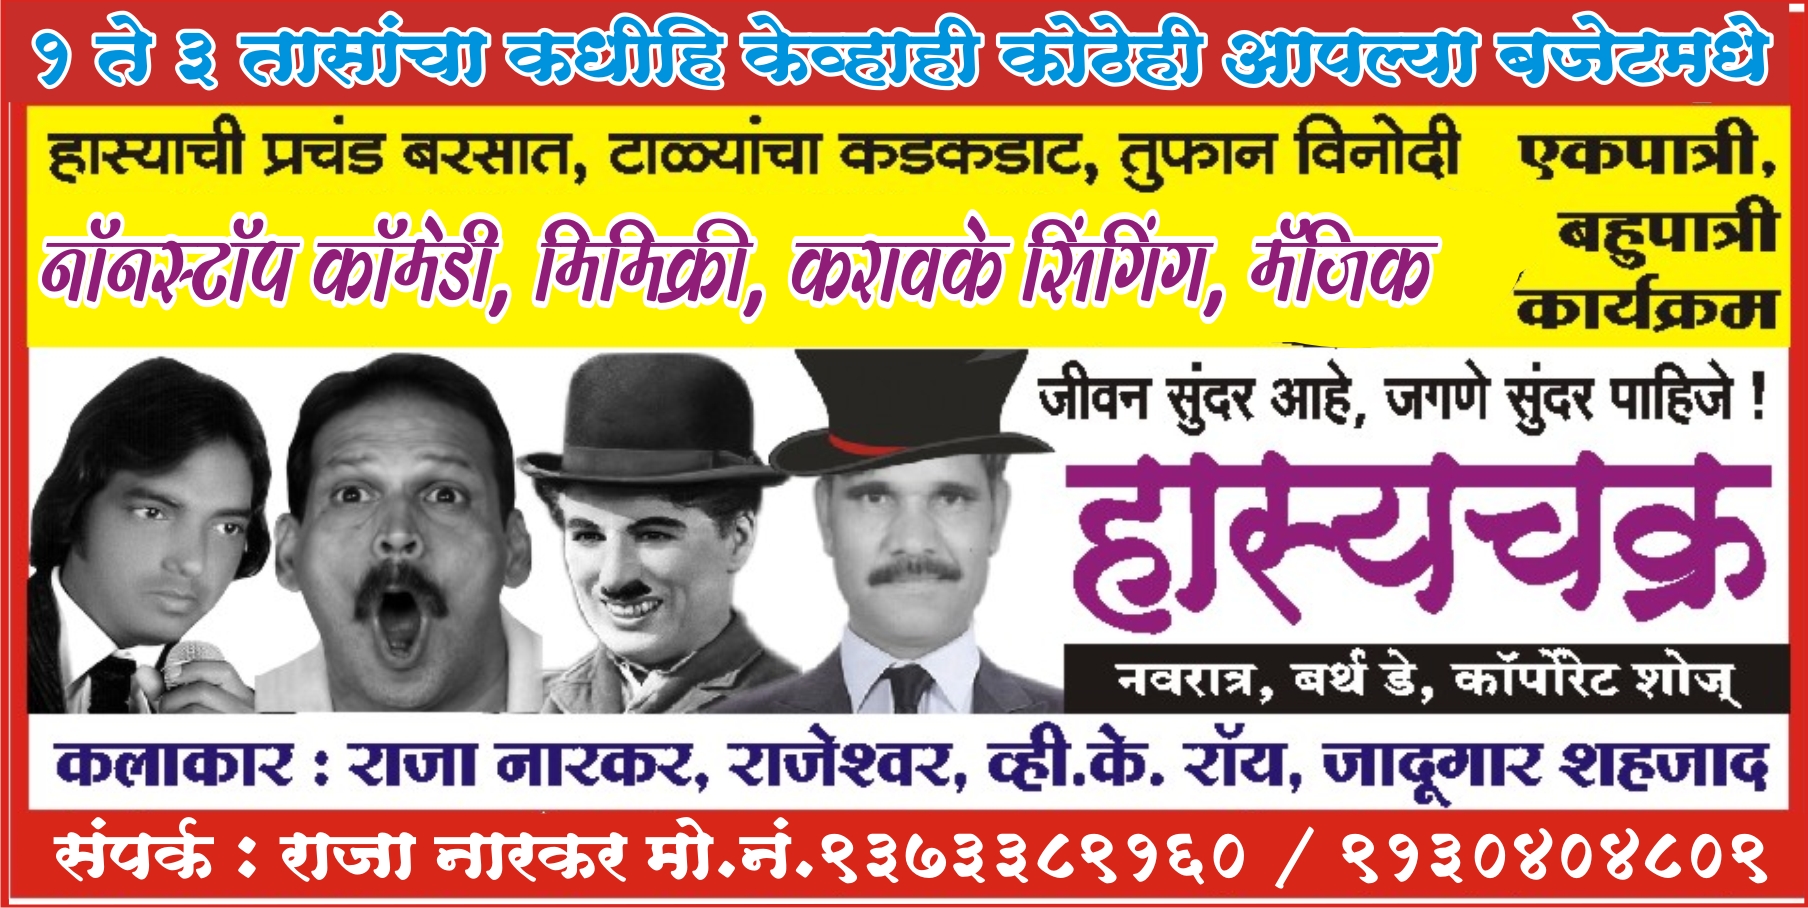 १ ते ३ तासांचा कधीहि केव्हाही कोठेही आपल्या बजेटमधे
हास्याची प्रचंड बरसात, टाळ्यांचा कडकडाट, तुफान विनोदी
नॉनस्टॉप कॉमेडी, मिमिक्री, करावके सिंगिंग, मॅजिक
एकपात्री,
बहुपात्री
कार्यक्रम
जीवन सुंदर आहे, जगणे सुंदर पाहिजे !
हास्यचक्र
नवरात्र, बर्थ डे, कॉर्पोरेट शोज्
कलाकार : राजा नारकर, राजेश्वर, व्ही.के. रॉय, जादूगार शहजाद
संपर्क : राजा नारकर मो.नं.९३७३३८९१६० / ९१३०४०४८०९